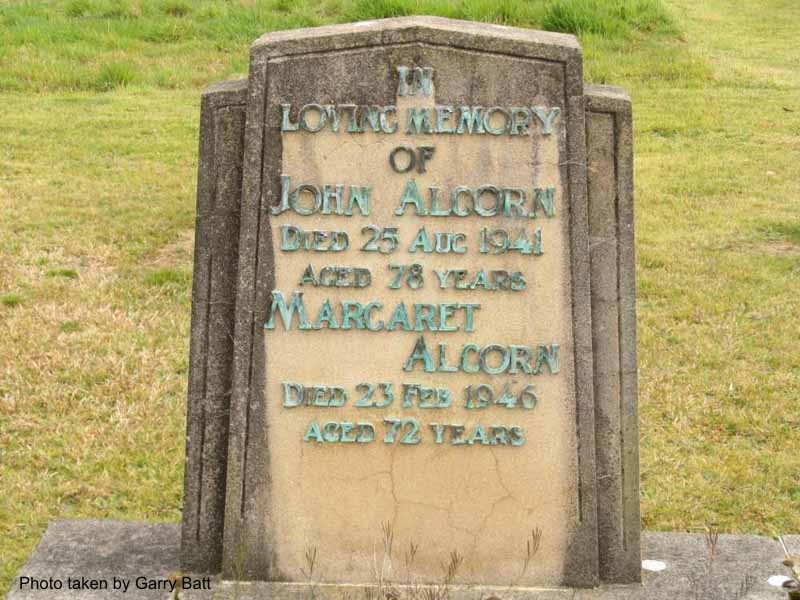 IN
LOVING MEMORY
OF
JOHN ALCORN
DIED 25 AUG 1941
AGED 78 YEARS
MARGARET
ALCORN
DIED 23 FEB 1946
AGED 72 YEARS
Photo taken by Garry Batt